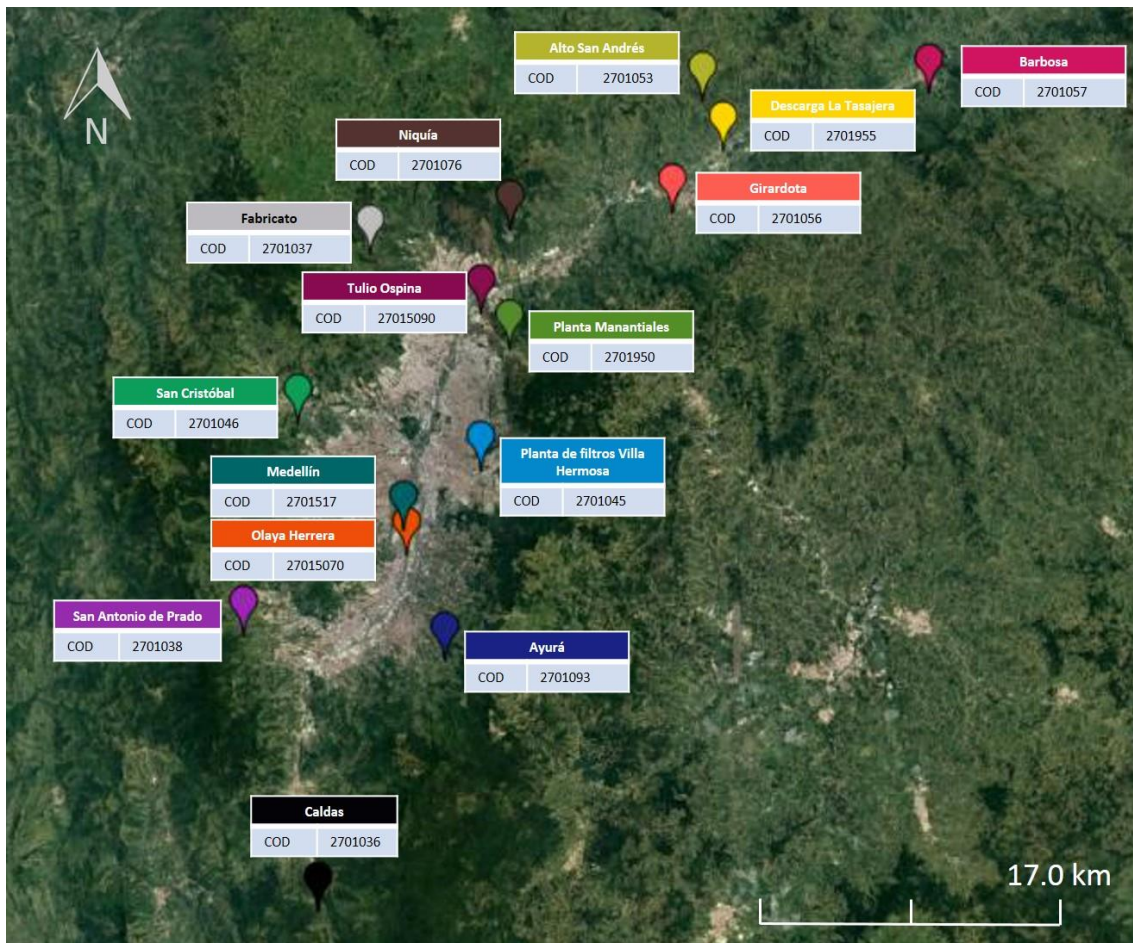 Alto San Andrés
COD 2701053
Barbosa
COD 2701057
Descarga La Tasajera
COD 2701955
N
Niquía
COD 2701076
Girardota
COD 2701056
Fabricato
COD 2701037
Tulio Ospina
COD 27015090
Planta Manantiales
COD 2701950
San Cristóbal
COD 2701046
Planta de filtros Villa
Hermosa
COD 2701045
Medellín
COD 2701517
Olaya Herrera
COD 27015070
San Antonio de Prado
COD 2701038
Ayurá
COD 2701093
Caldas
COD 2701036
17.0 km